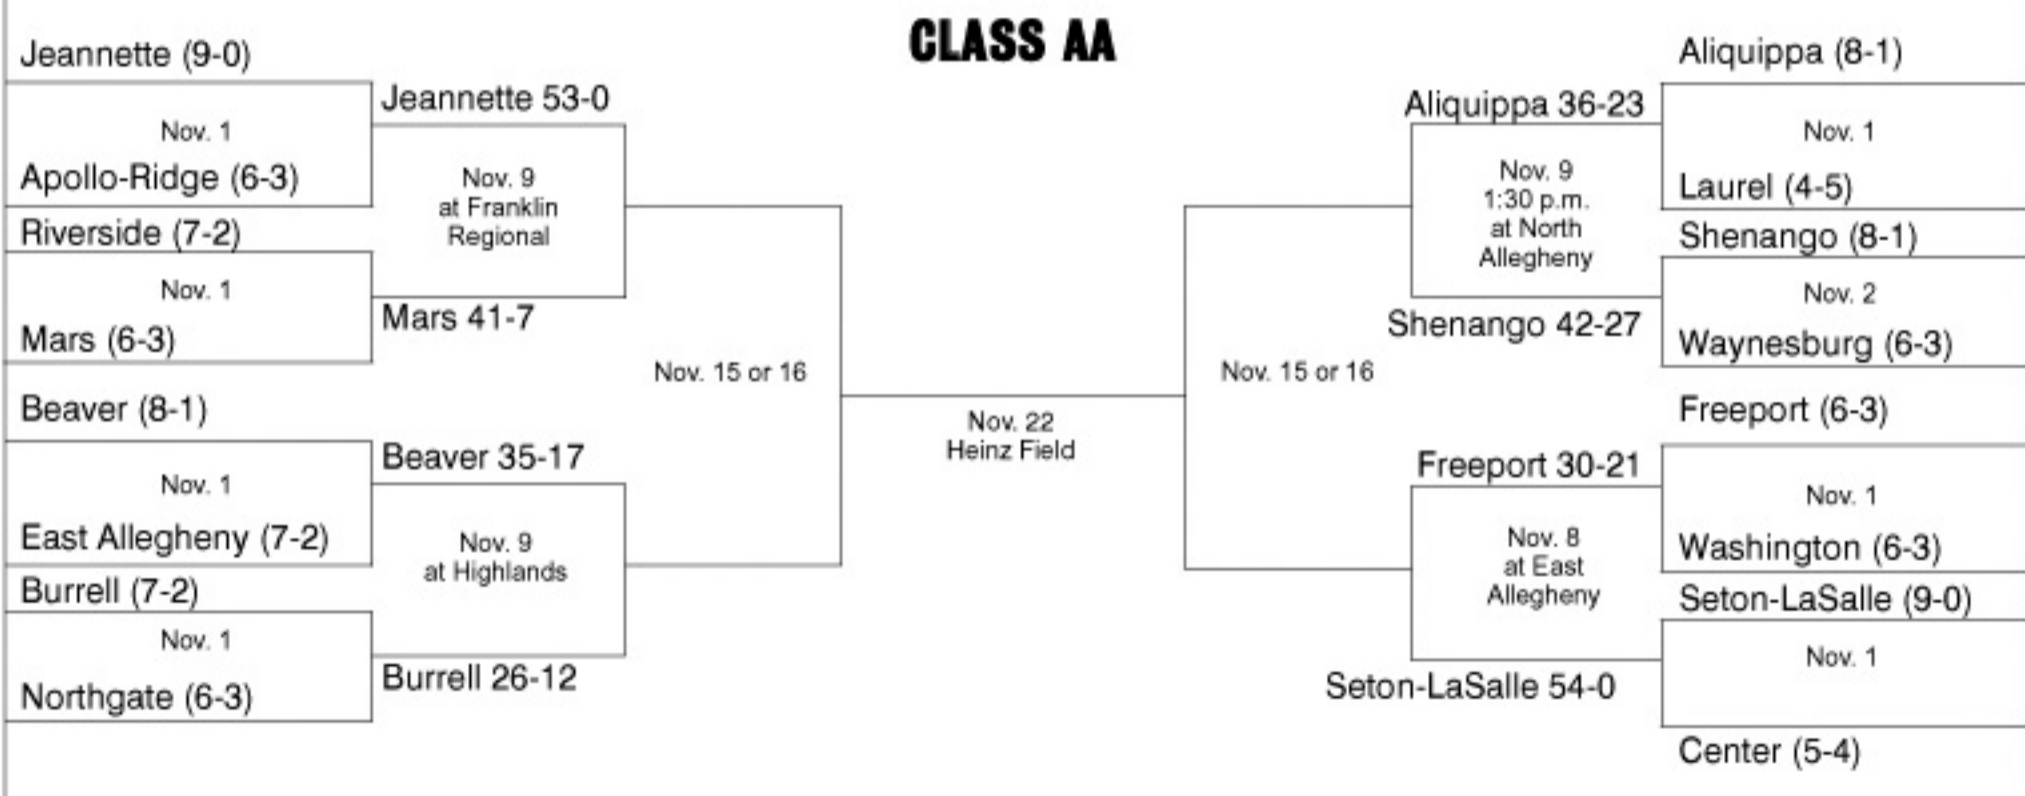 CLASS AA
Jeannette (9-0)
Nov. 1
Apollo-Ridge (6-3)
Riverside (7-2)
Nov. 1
Mars (6-3)
Beaver (8-1)
Nov. 1
East Allegheny (7-2)
Burrell (7-2)
Nov. 1
Northgate (6-3)
Jeannette 53-0
Nov. 9
at Franklin
Regional
Mars 41-7
Beaver 35-17
Nov. 9
at Highlands
Burrell 26-12
Nov. 15 or 16
Nov. 22
Heinz Field
Nov. 15 or 16
Aliquippa 36-23
Nov. 9
1:30 p.m.
at North
Allegheny
Shenango 42-27
Freeport 30-21
Nov. 8
at East
Allegheny
Seton-LaSalle 54-0
Aliquippa (8-1)
Nov. 1
Laurel (4-5)
Shenango (8-1)
Nov. 2
Waynesburg (6-3)
Freeport (6-3)
Nov. 1
Washington (6-3)
Seton-LaSalle (9-0)
Nov. 1
Center (5-4)